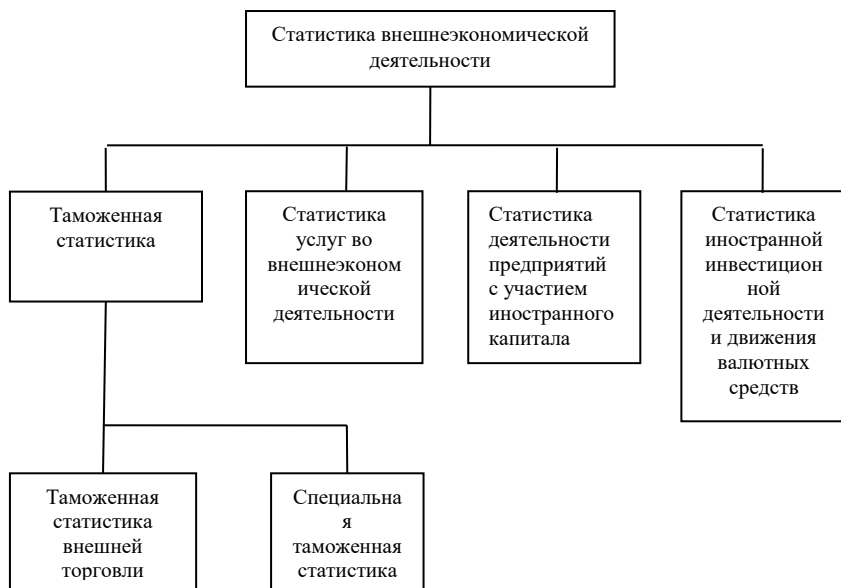 Статистика внешнеэкономической
деятельности
Таможенная
статистика
Статистика
услуг во
внешнеэконом
ической
деятельности
Статистика
деятельности
предприятий
с участием
иностранного
капитала
Статистика
иностранной
инвестицион
ной
деятельности
и движения
валютных
средств
Таможенная
статистика
внешней
торговли
Специальна
я
таможенная
статистика